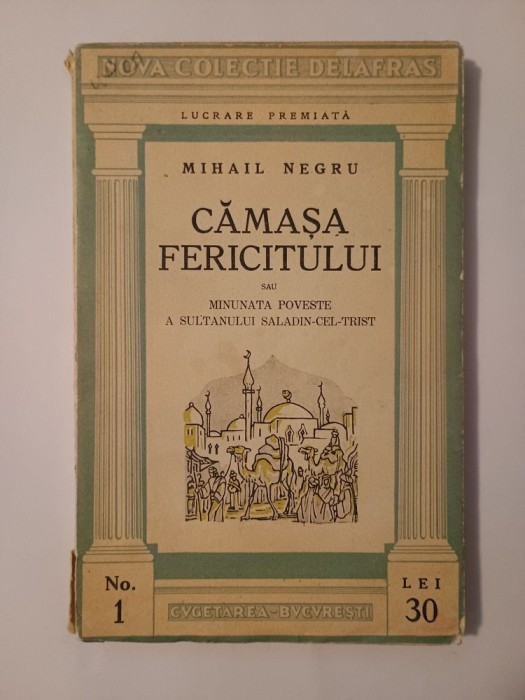 NOVA COLECTIE DELAFRAS
LUCRARE PREMIATĂ
MIHAIL NEGRU
CĂMAȘA
FERICITULUI
SAU
MINUNATA POVESTE
A SULTANULUI SALADIN-CEL-TRIST
No.
1
CVGETAREA-BVCVREȘTI
LEI
30